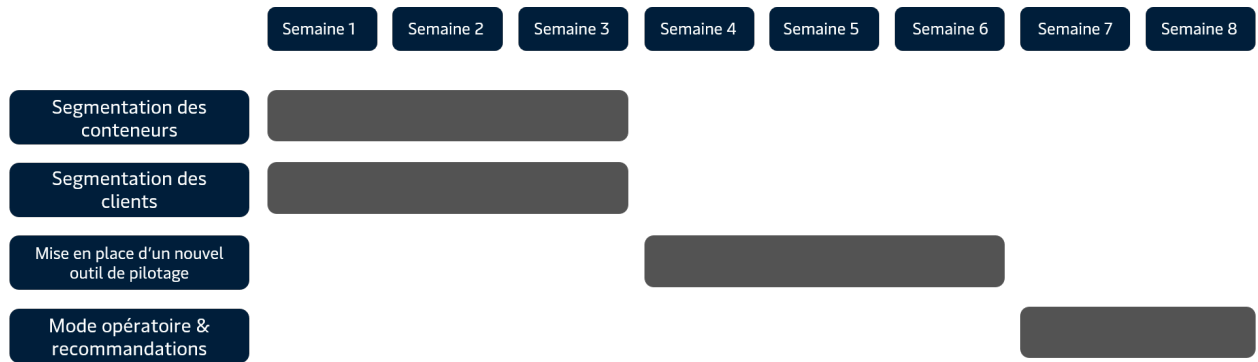 Semaine 1
Semaine 2
Semaine 3
Semaine 4
Semaine 5
Semaine 6
Semaine 7
Semaine 8
Segmentation des
conteneurs
Segmentation des
clients
Mise en place d'un nouvel
outil de pilotage
Mode opératoire &
recommandations